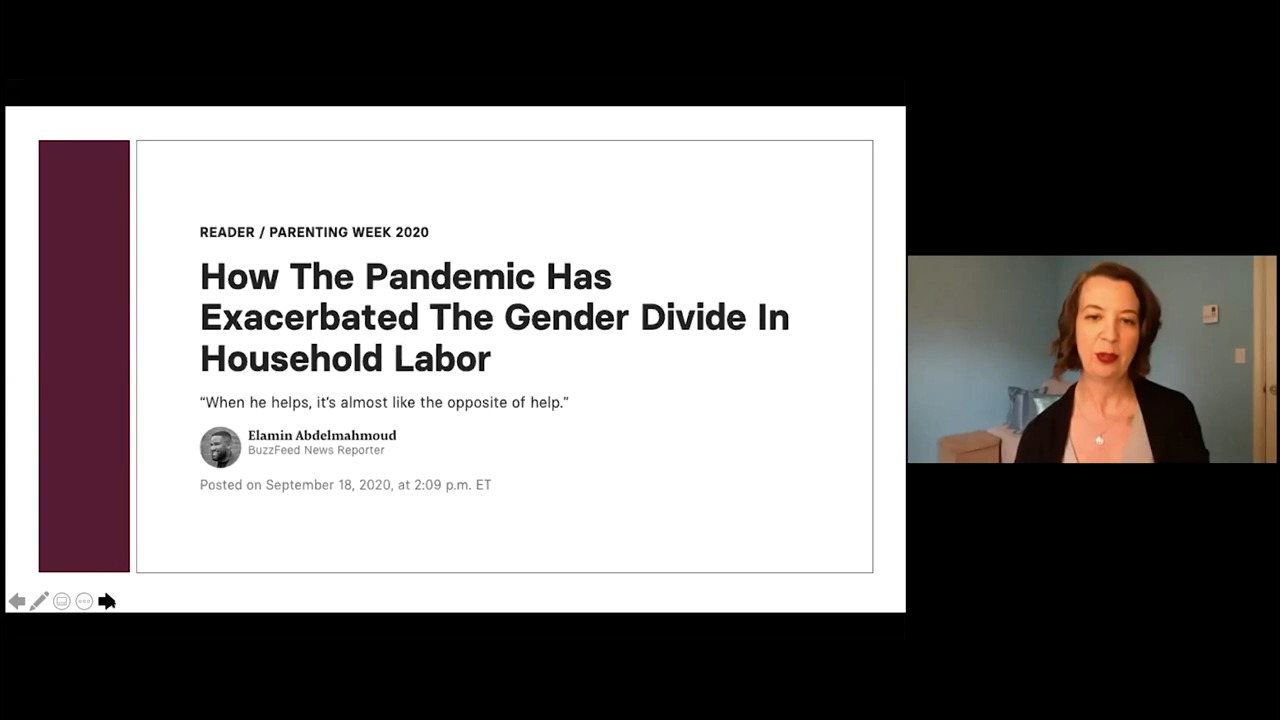 READER / PARENTING WEEK 2020
How The Pandemic Has
Exacerbated The Gender Divide In
Household Labor
“When he helps, it’s almost like the opposite of help.”
Elamin Abdelmahmoud
BuzzFeed News Reporter
Posted on September 18, 2020, at 2:09 p.m. ET